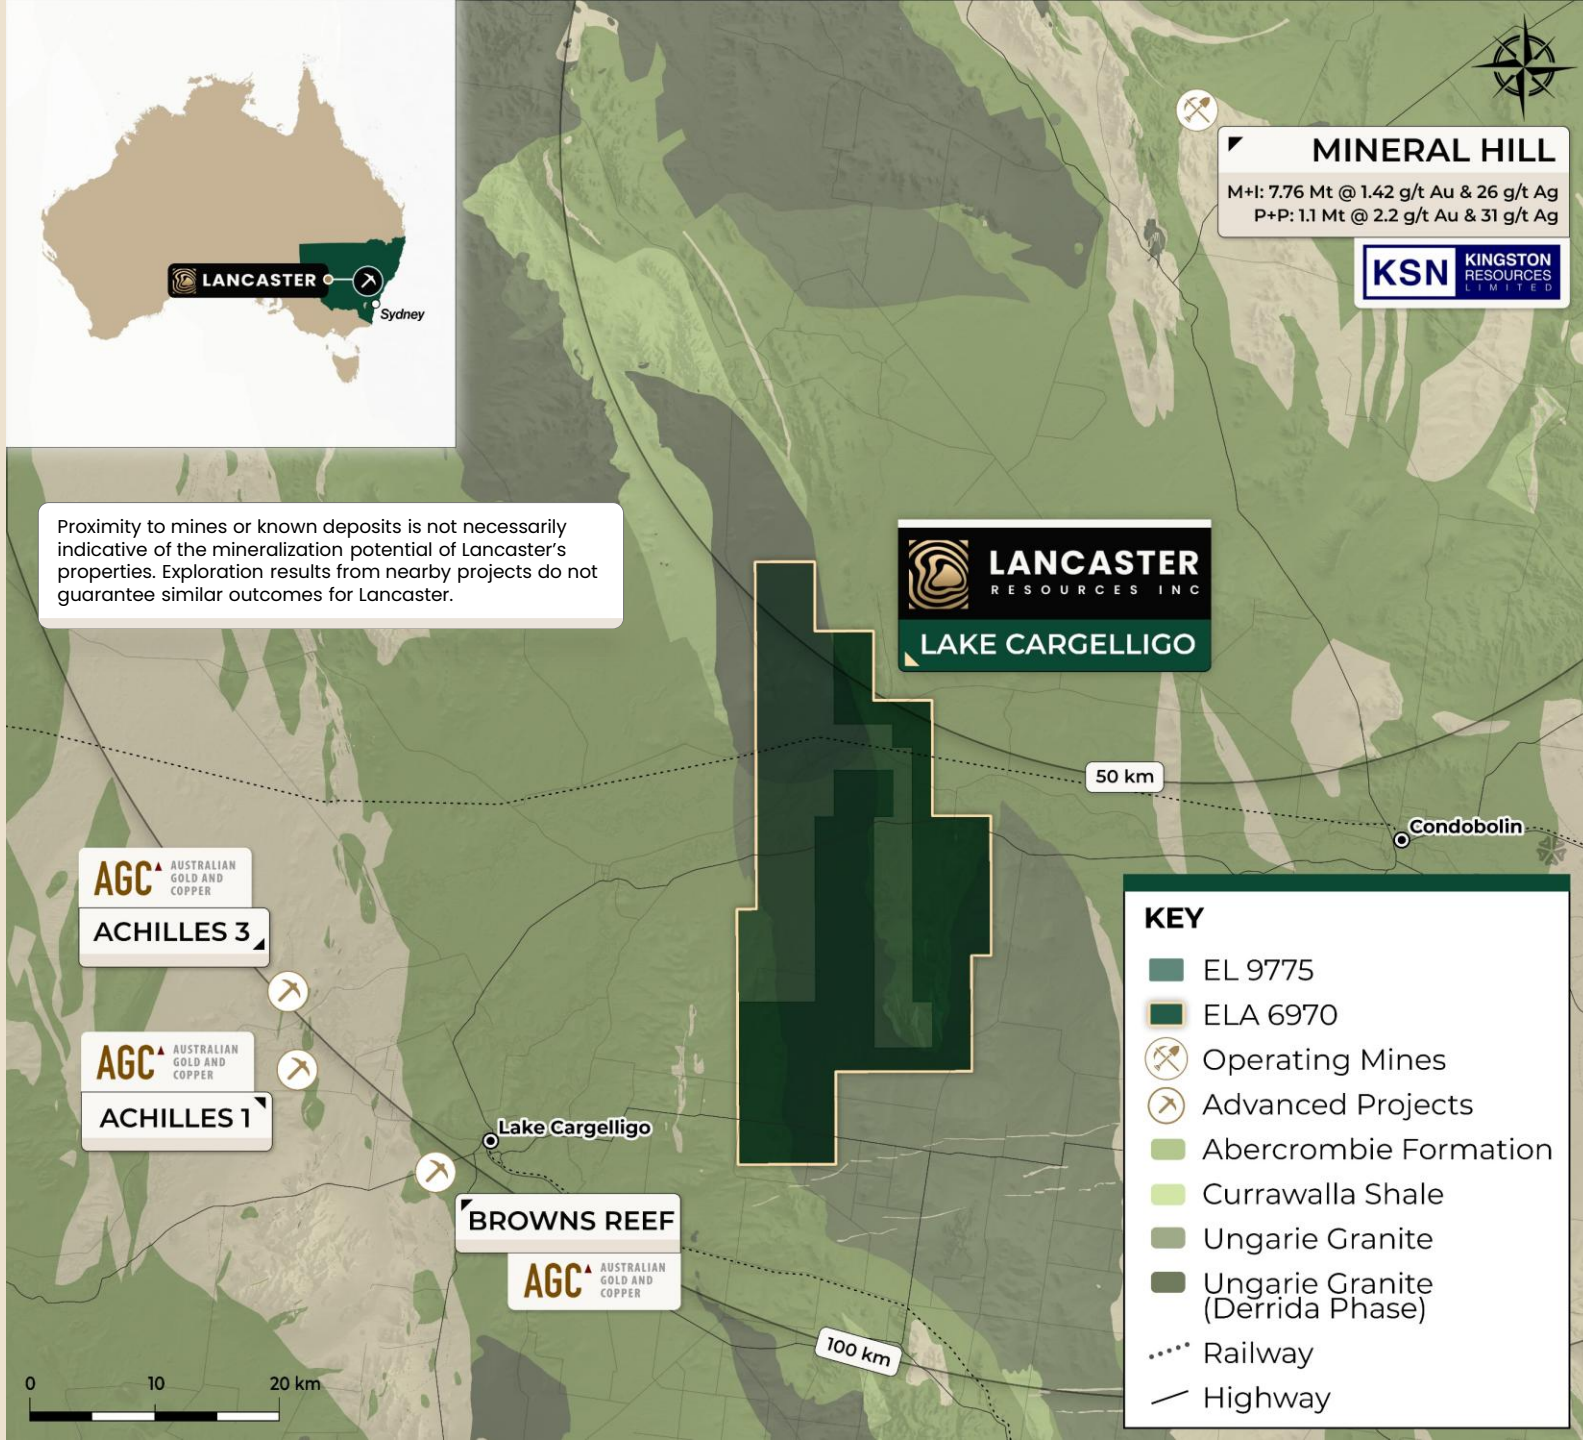 LANCASTER
Sydney
MINERAL HILL
M+I: 7.76 Mt @ 1.42 g/t Au & 26 g/t Ag
P+P: 1.1 Mt @ 2.2 g/t Au & 31 g/t Ag
KSN
KINGSTON
RESOURCES
LIMITED
Proximity to mines or known deposits is not necessarily
indicative of the mineralization potential of Lancaster's
properties. Exploration results from nearby projects do not
guarantee similar outcomes for Lancaster.
LANCASTER
RESOURCES INC
LAKE CARGELLIGO
50 km
Condobolin
AGC
AUSTRALIAN
GOLD AND
COPPER
ACHILLES 3
AGC
AUSTRALIAN
GOLD AND
COPPER
ACHILLES 1
Lake Cargelligo
BROWNS REEF
AGC
AUSTRALIAN
GOLD AND
COPPER
100 km
0 10 20 km
KEY
EL 9775
ELA 6970
Operating Mines
Advanced Projects
Abercrombie Formation
Currawalla Shale
Ungarie Granite
Ungarie Granite
(Derrida Phase)
Railway
Highway